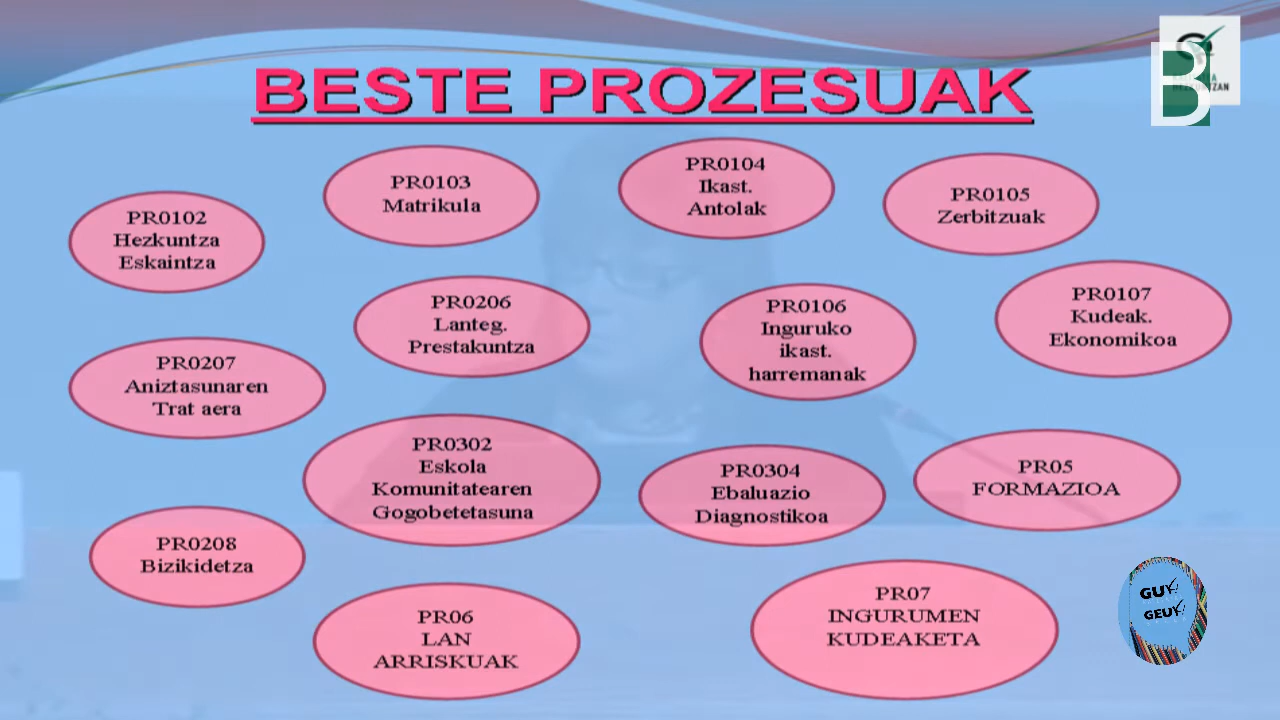 BESTE PROZESUAK
B
PR0102
Hezkuntza
Eskaintza
PR0103
Matrikula
PR0104
Ikast.
Antolak
PR0105
Zerbitzuak
PR0206
Lanteg.
Prestakuntza
PR0106
Inguruko
ikast.
harremanak
PR0107
Kudeak.
Ekonomikoa
PR0207
Aniztasunaren
Trat aera
PR0302
Eskola
Komunitatearen
Gogobetetasuna
PR0304
Ebaluazio
Diagnostikoa
PR05
FORMAZIOA
PR0208
Bizikidetza
PR06
LAN
ARRISKUAK
PR07
INGURUMEN
KUDEAKETA
GUK
GEUK